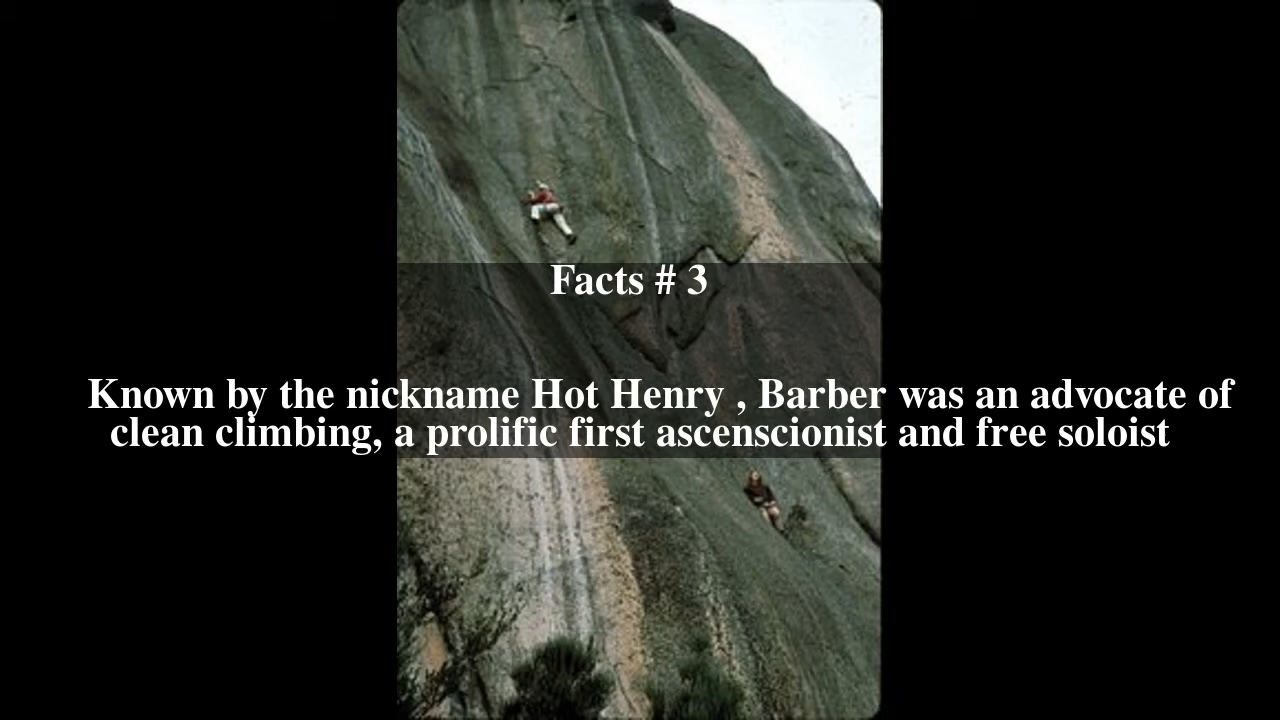 Facts # 3
Known by the nickname Hot Henry , Barber was an advocate of
clean climbing, a prolific first ascenscionist and free soloist